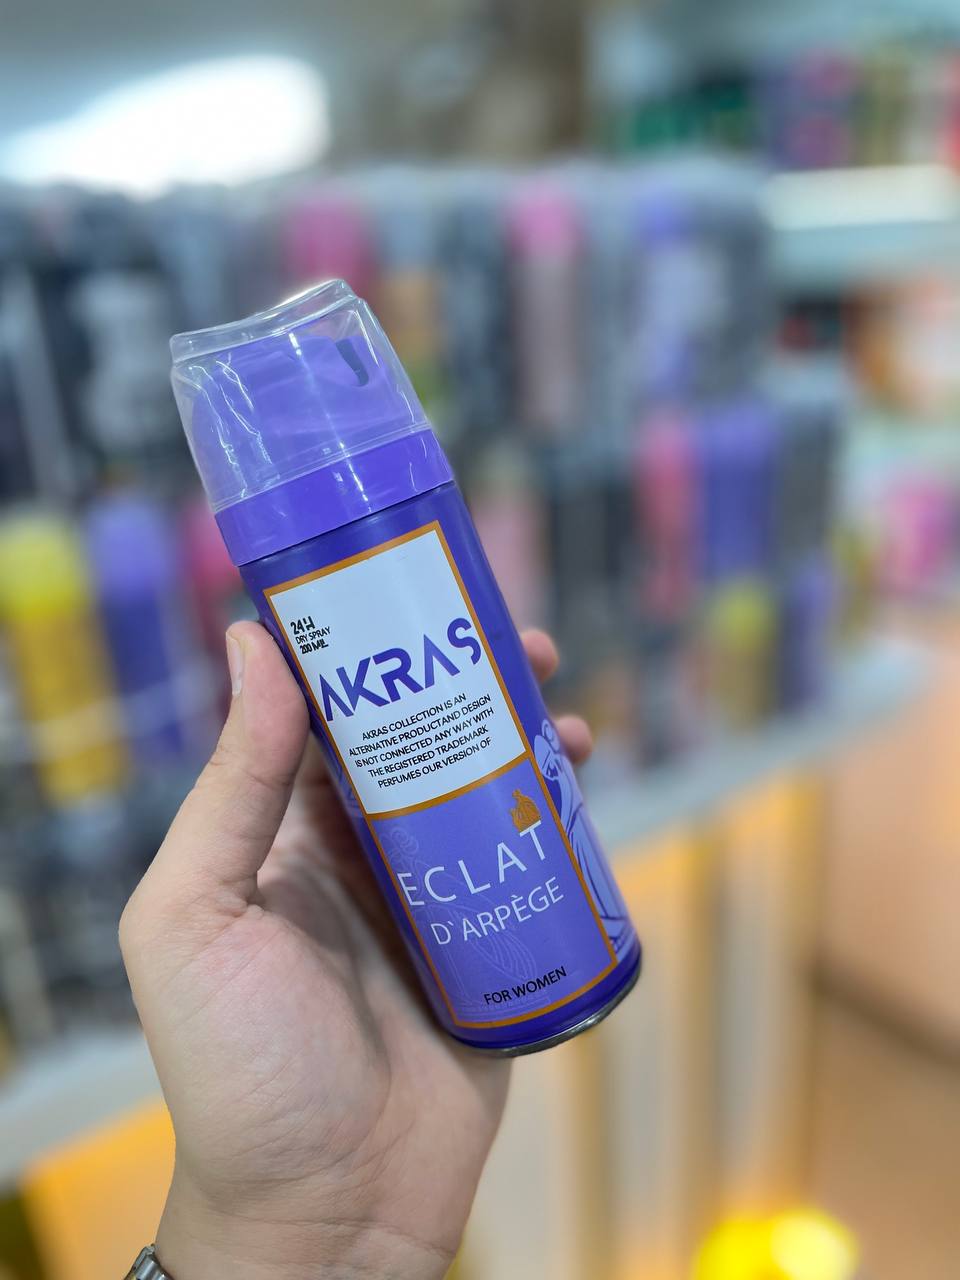 24H
DRY SPRAY
200 ML
AKRAS
AKRAS COLLECTION IS AN
ALTERNATIVE PRODUCT AND DESIGN
IS NOT CONNECTED ANY WAY WITH
THE REGISTERED TRADEMARK
PERFUMES OUR VERSION OF
ECLAT
D`ARPÈGE
FOR WOMEN